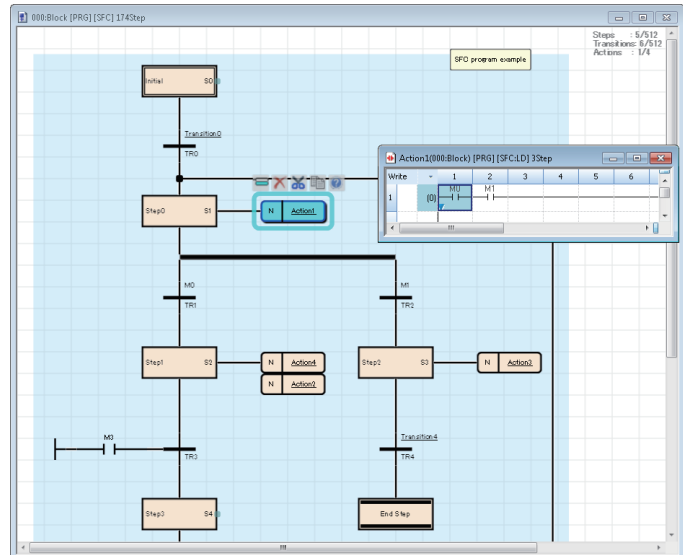 000:Block [PRG] [SFC] 174Step
Steps : 5/512
Transitions: 6/512
Actions : 1/4
SFC program example
Initial S0
Transition0
TR0
Action1(000:Block) [PRG] [SFC:LD] 3Step
Write 1 2 3 4 5 6
M0 M1
1 (0)
Step0 S1
N Action1
M0 M1
TR1 TR2
Step1 S2
N Action4
N Action2
Step2 S3
N Action3
M3
TR3
Transition4
TR4
Step3 S4
End Step